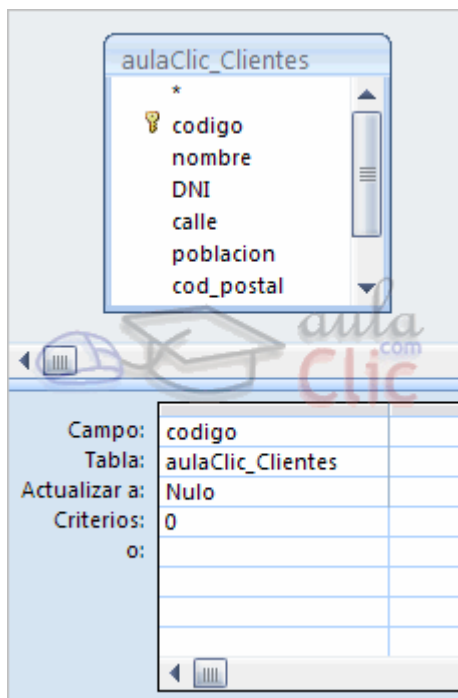 aulaClic_Clientes
*
codigo
nombre
DNI
calle
poblacion
cod_postal
aula
.com
Clic
Campo: codigo
Tabla: aulaClic_Clientes
Actualizar a: Nulo
Criterios: 0
o: